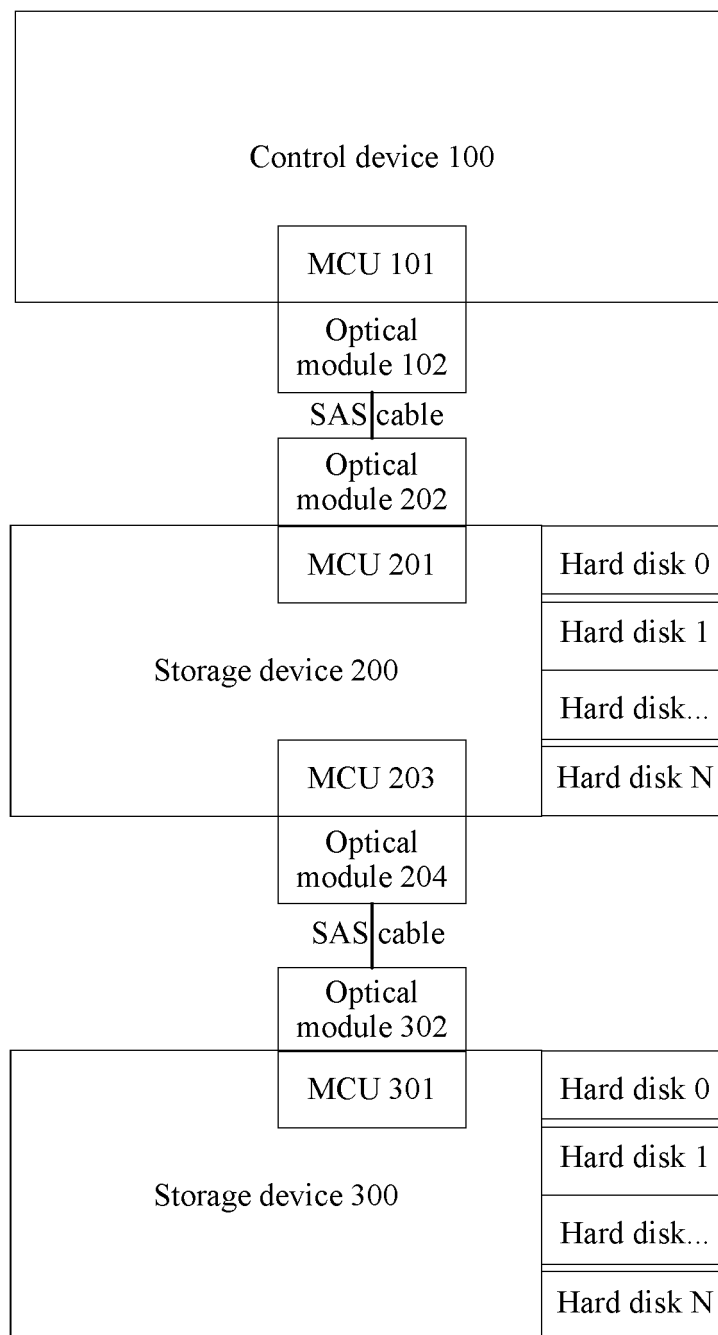 Control device 100
MCU 101
Optical
module 102
SAS cable
Optical
module 202
MCU 201
Hard disk 0
Hard disk 1
Storage device 200
Hard disk...
MCU 203
Hard disk N
Optical
module 204
SAS cable
Optical
module 302
MCU 301
Hard disk 0
Hard disk 1
Storage device 300
Hard disk...
Hard disk N